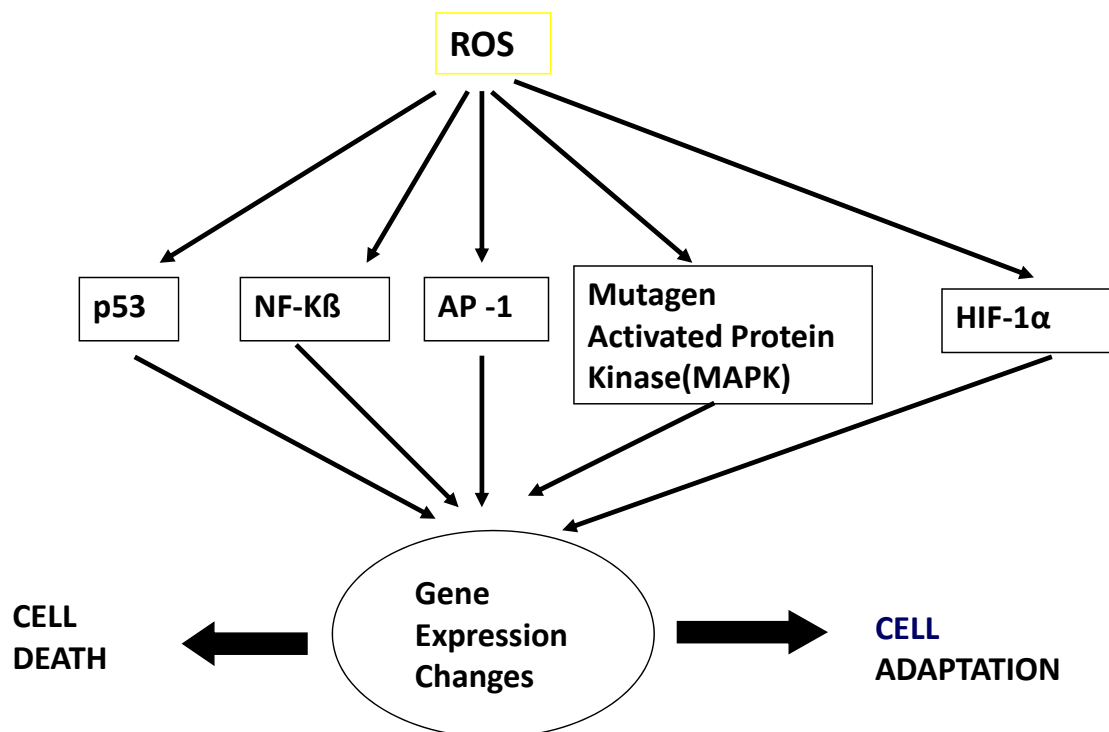 ROS
p53
NF-Kß
AP -1
Mutagen
Activated Protein
Kinase(MAPK)
HIF-1α
Gene
Expression
Changes
CELL
DEATH
CELL
ADAPTATION